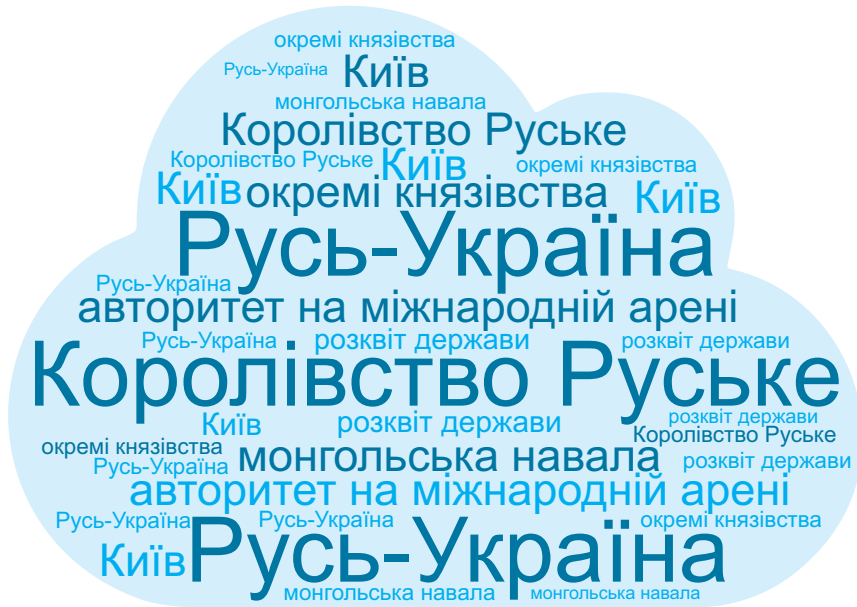 окремі князівства
Русь-Україна Київ
монгольська навала
Королівство Руське
Королівство Руське Київ окремі князівства
Київ окремі князівства Київ
Русь-Україна
Русь-Україна
авторитет на міжнародній арені
Русь-Україна розквіт держави розквіт держави
Королівство Руське
Київ розквіт держави розквіт держави
окремі князівства Королівство Руське
Русь-Україна монгольська навала розквіт держави
авторитет на міжнародній арені
Русь-Україна Русь-Україна окремі князівства
Київ Русь-Україна
монгольська навала монгольська навала